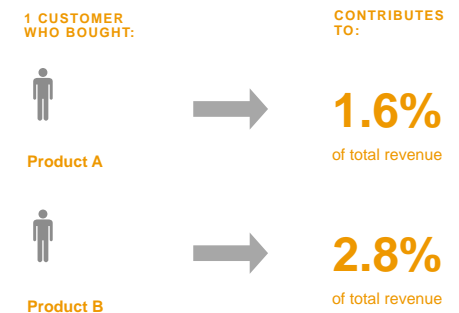 1 CUSTOMER
WHO BOUGHT:
CONTRIBUTES
TO:
Product A
1.6%
of total revenue
Product B
2.8%
of total revenue